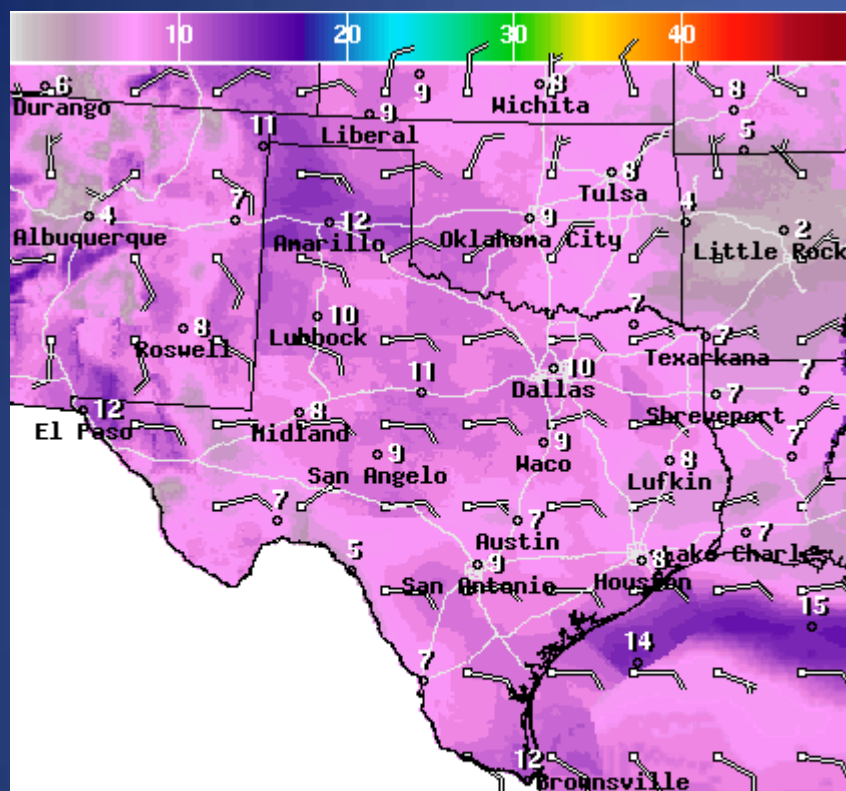 10 20 30 40
6 9 8 8
Durango Wichita
9
Liberal
11 5
8
Tulsa
4 7 12 9 4 2
Albuquerque Amarillo Oklahoma City Little Rock
8 10 7 7
Roswell Lubbock Texarkana
11 10 7 7
Dallas
12 8 Shreveport
El Paso Midland
9 9 8 7
San Angelo Waco Lufkin
7 7 7
Austin Lake Charles
5 9 8
San Antonio Houston
15
14
7
12
Brownsville